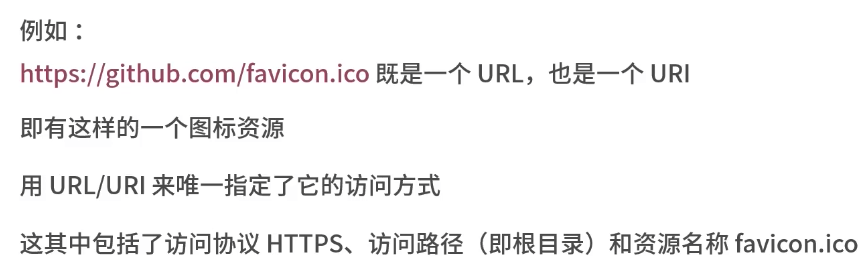 例如：
https://github.com/favicon.ico 既是一个 URL，也是一个 URI
即有这样的一个图标资源
用 URL/URI 来唯一指定了它的访问方式
这其中包括了访问协议 HTTPS、访问路径（即根目录）和资源名称 favicon.ico